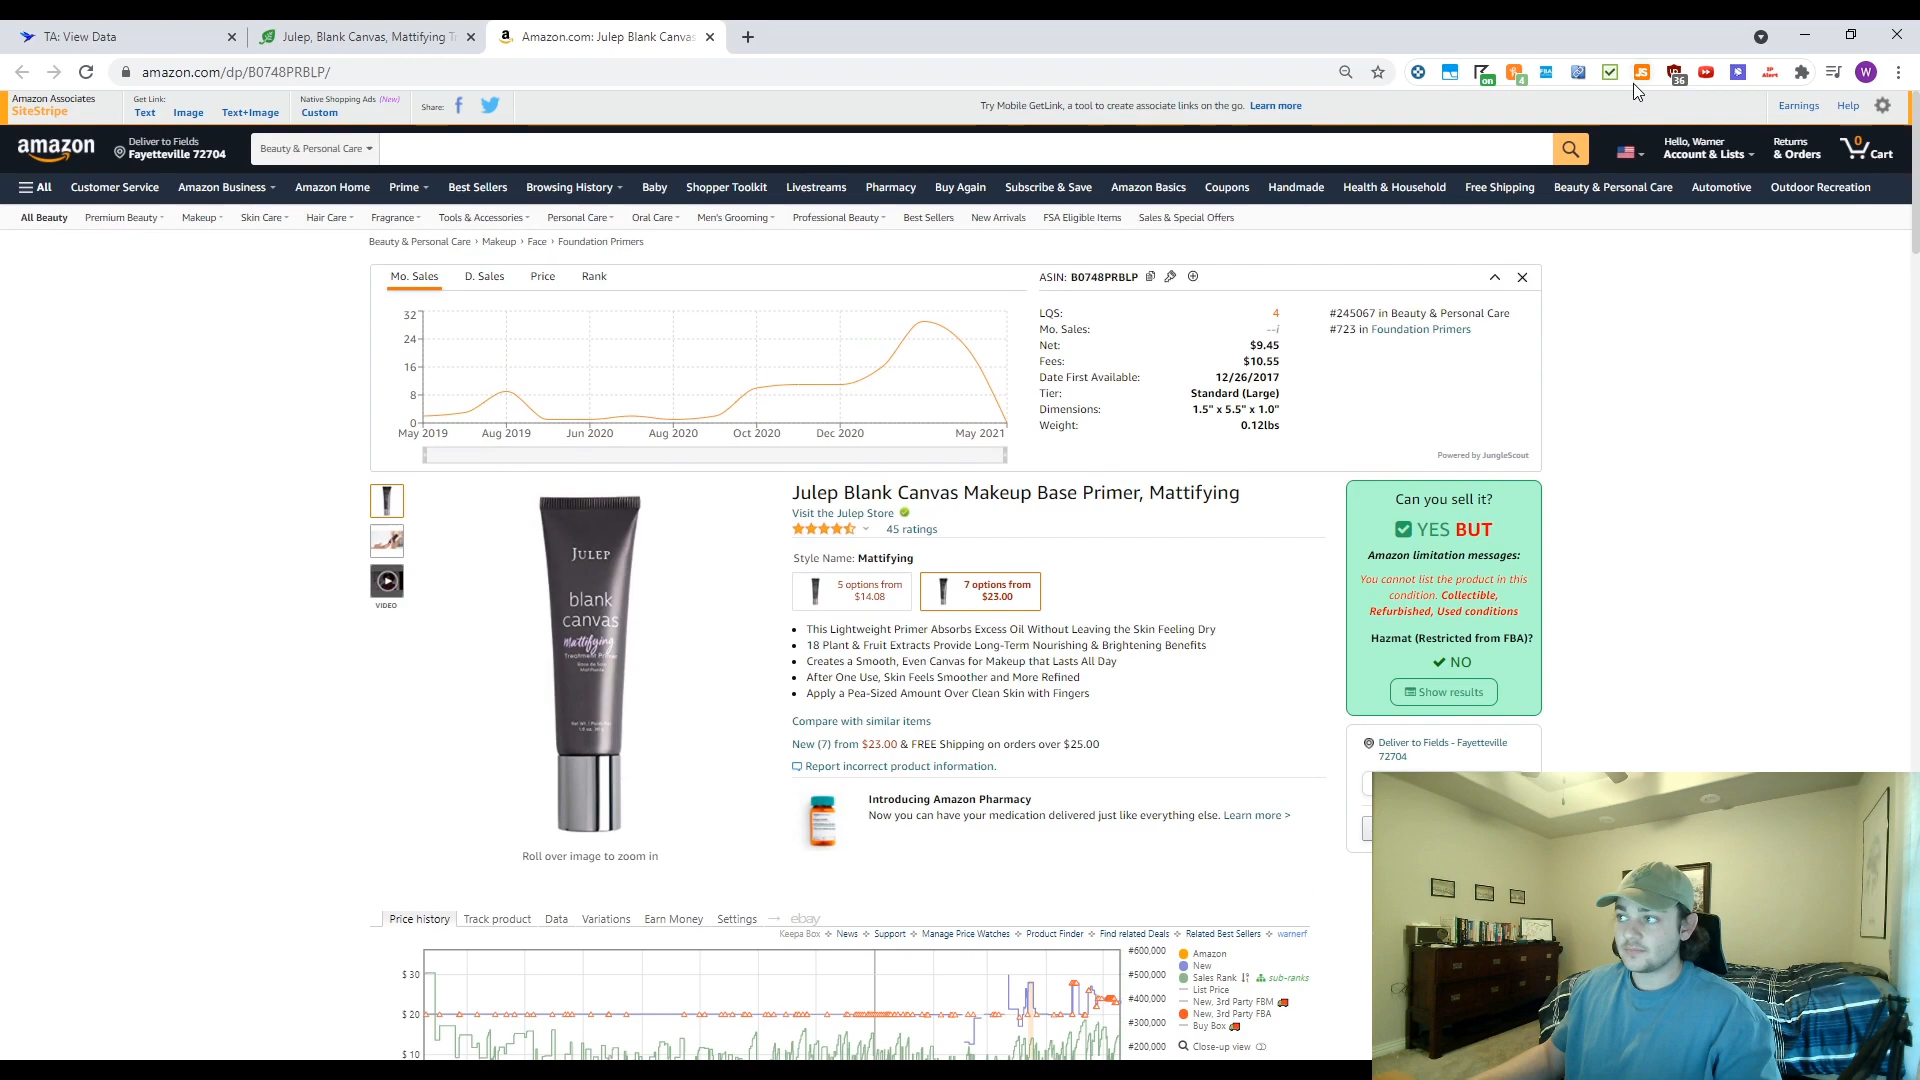 TA: View Data
Julep, Blank Canvas, Mattifying Tr
Amazon.com: Julep Blank Canvas
amazon.com/dp/B0748PRBLP/
on
4
FBA
JS
36
IP Alert
W
Amazon Associates
SiteStripe
Get Link:
Text Image Text+Image
Native Shopping Ads (New)
Custom
Share:
Try Mobile GetLink, a tool to create associate links on the go. Learn more
Earnings Help
amazon
Deliver to Fields
Fayetteville 72704
Beauty & Personal Care
Hello, Warner
Account & Lists
Returns
& Orders
0
Cart
All Customer Service Amazon Business Amazon Home Prime Best Sellers Browsing History Baby Shopper Toolkit Livestreams Pharmacy Buy Again Subscribe & Save Amazon Basics Coupons Handmade Health & Household Free Shipping Beauty & Personal Care Automotive Outdoor Recreation
All Beauty Premium Beauty Makeup Skin Care Hair Care Fragrance Tools & Accessories Personal Care Oral Care Men's Grooming Professional Beauty Best Sellers New Arrivals FSA Eligible Items Sales & Special Offers
Beauty & Personal Care › Makeup › Face › Foundation Primers
Mo. Sales D. Sales Price Rank
32
24
16
8
0
May 2019 Aug 2019 Jun 2020 Aug 2020 Oct 2020 Dec 2020 May 2021
ASIN: B0748PRBLP
LQS: 4
Mo. Sales: --i
Net: $9.45
Fees: $10.55
Date First Available: 12/26/2017
Tier: Standard (Large)
Dimensions: 1.5" x 5.5" x 1.0"
Weight: 0.12lbs
#245067 in Beauty & Personal Care
#723 in Foundation Primers
Powered by JungleScout
VIDEO
JULEP
blank
canvas
mattifying
Treatment Primer
Roll over image to zoom in
Julep Blank Canvas Makeup Base Primer, Mattifying
Visit the Julep Store
45 ratings
Style Name: Mattifying
5 options from
$14.08
7 options from
$23.00
• This Lightweight Primer Absorbs Excess Oil Without Leaving the Skin Feeling Dry
• 18 Plant & Fruit Extracts Provide Long-Term Nourishing & Brightening Benefits
• Creates a Smooth, Even Canvas for Makeup that Lasts All Day
• After One Use, Skin Feels Smoother and More Refined
• Apply a Pea-Sized Amount Over Clean Skin with Fingers
Compare with similar items
New (7) from $23.00 & FREE Shipping on orders over $25.00
Report incorrect product information.
Introducing Amazon Pharmacy
Now you can have your medication delivered just like everything else. Learn more >
Can you sell it?
YES BUT
Amazon limitation messages:
You cannot list the product in this
condition. Collectible,
Refurbished, Used conditions
Hazmat (Restricted from FBA)?
NO
Show results
Deliver to Fields - Fayetteville
72704
Price history Track product Data Variations Earn Money Settings → ebay
Keepa Box News Support Manage Price Watches Product Finder Find related Deals Related Best Sellers warnerf
$ 30
$ 20
$ 10
#600,000
#500,000
#400,000
#300,000
#200,000
Amazon
New
Sales Rank sub-ranks
List Price
New, 3rd Party FBM
New, 3rd Party FBA
Buy Box
Close-up view